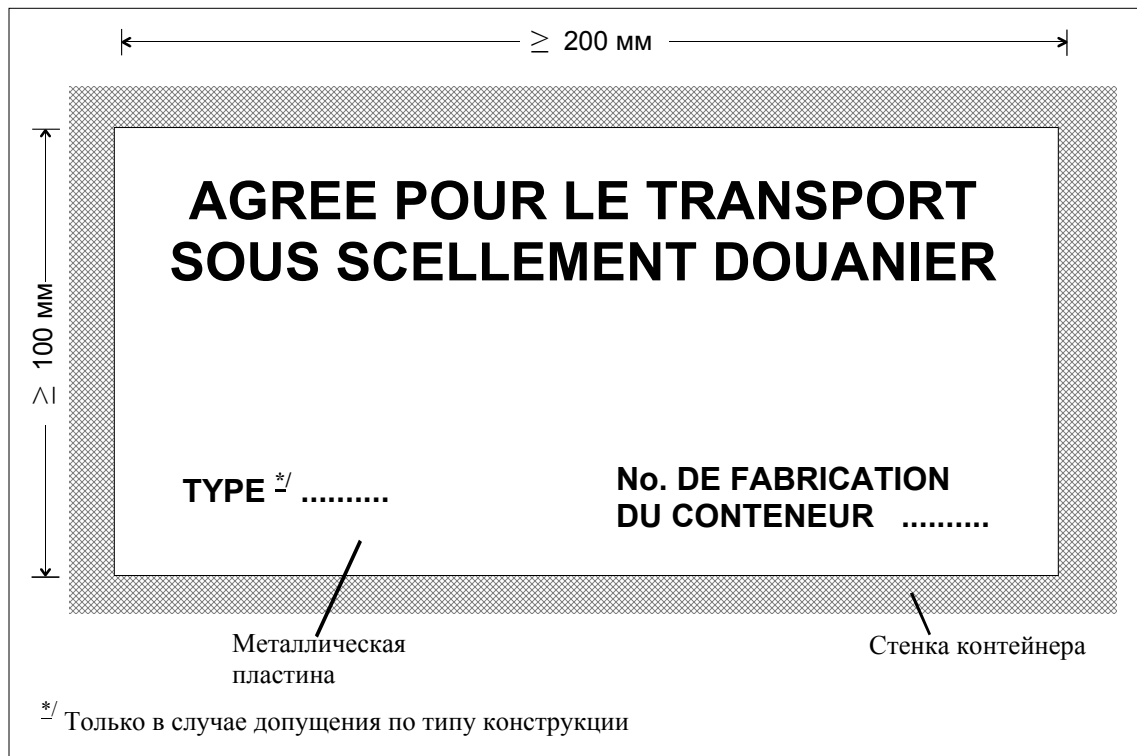 ≥ 200 мм
≥ 100 мм
AGREE POUR LE TRANSPORT
SOUS SCELLEMENT DOUANIER
TYPE */ ..........
No. DE FABRICATION
DU CONTENEUR ..........
Металлическая
пластина
Стенка контейнера
*/ Только в случае допущения по типу конструкции